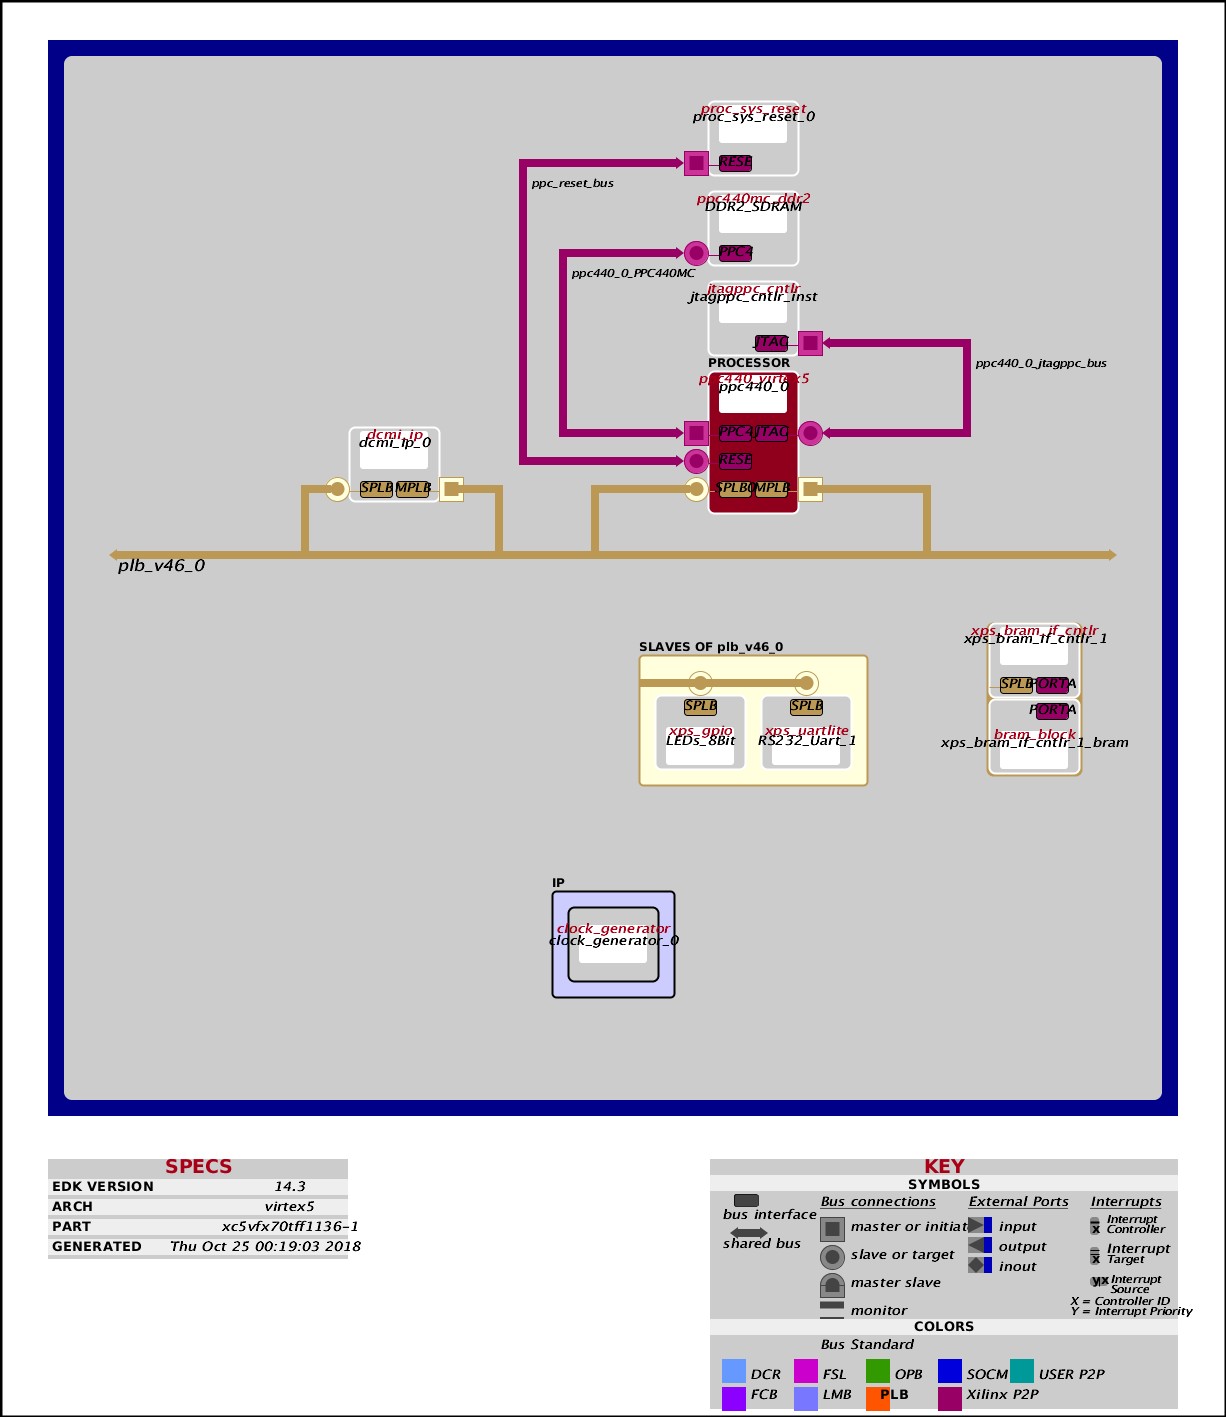 proc_sys_reset
proc_sys_reset_0
RESE
ppc_reset_bus
ppc440mc_ddr2
DDR2_SDRAM
PPC4
ppc440_0_PPC440MC
jtagppc_cntlr
jtagppc_cntlr_inst
JTAG
PROCESSOR
ppc440_0_jtagppc_bus
ppc440_virtex5
ppc440_0
PPC4 JTAG
RESE
SPLB0 MPLB
dcmi_ip
dcmi_ip_0
SPLB MPLB
plb_v46_0
SLAVES OF plb_v46_0
SPLB SPLB
xps_gpio xps_uartlite
LEDs_8Bit RS232_Uart_1
xps_bram_if_cntlr
xps_bram_if_cntlr_1
SPLB PORTA
PORTA
bram_block
xps_bram_if_cntlr_1_bram
IP
clock_generator
clock_generator_0
SPECS
EDK VERSION 14.3
ARCH virtex5
PART xc5vfx70tff1136-1
GENERATED Thu Oct 25 00:19:03 2018
KEY
SYMBOLS
bus interface
shared bus
Bus connections
master or initiat
slave or target
master slave
monitor
External Ports
input
output
inout
Interrupts
x Interrupt Controller
x Interrupt Target
yx Interrupt Source
X = Controller ID
Y = Interrupt Priority
COLORS
Bus Standard
DCR FSL OPB SOCM USER P2P
FCB LMB PLB Xilinx P2P